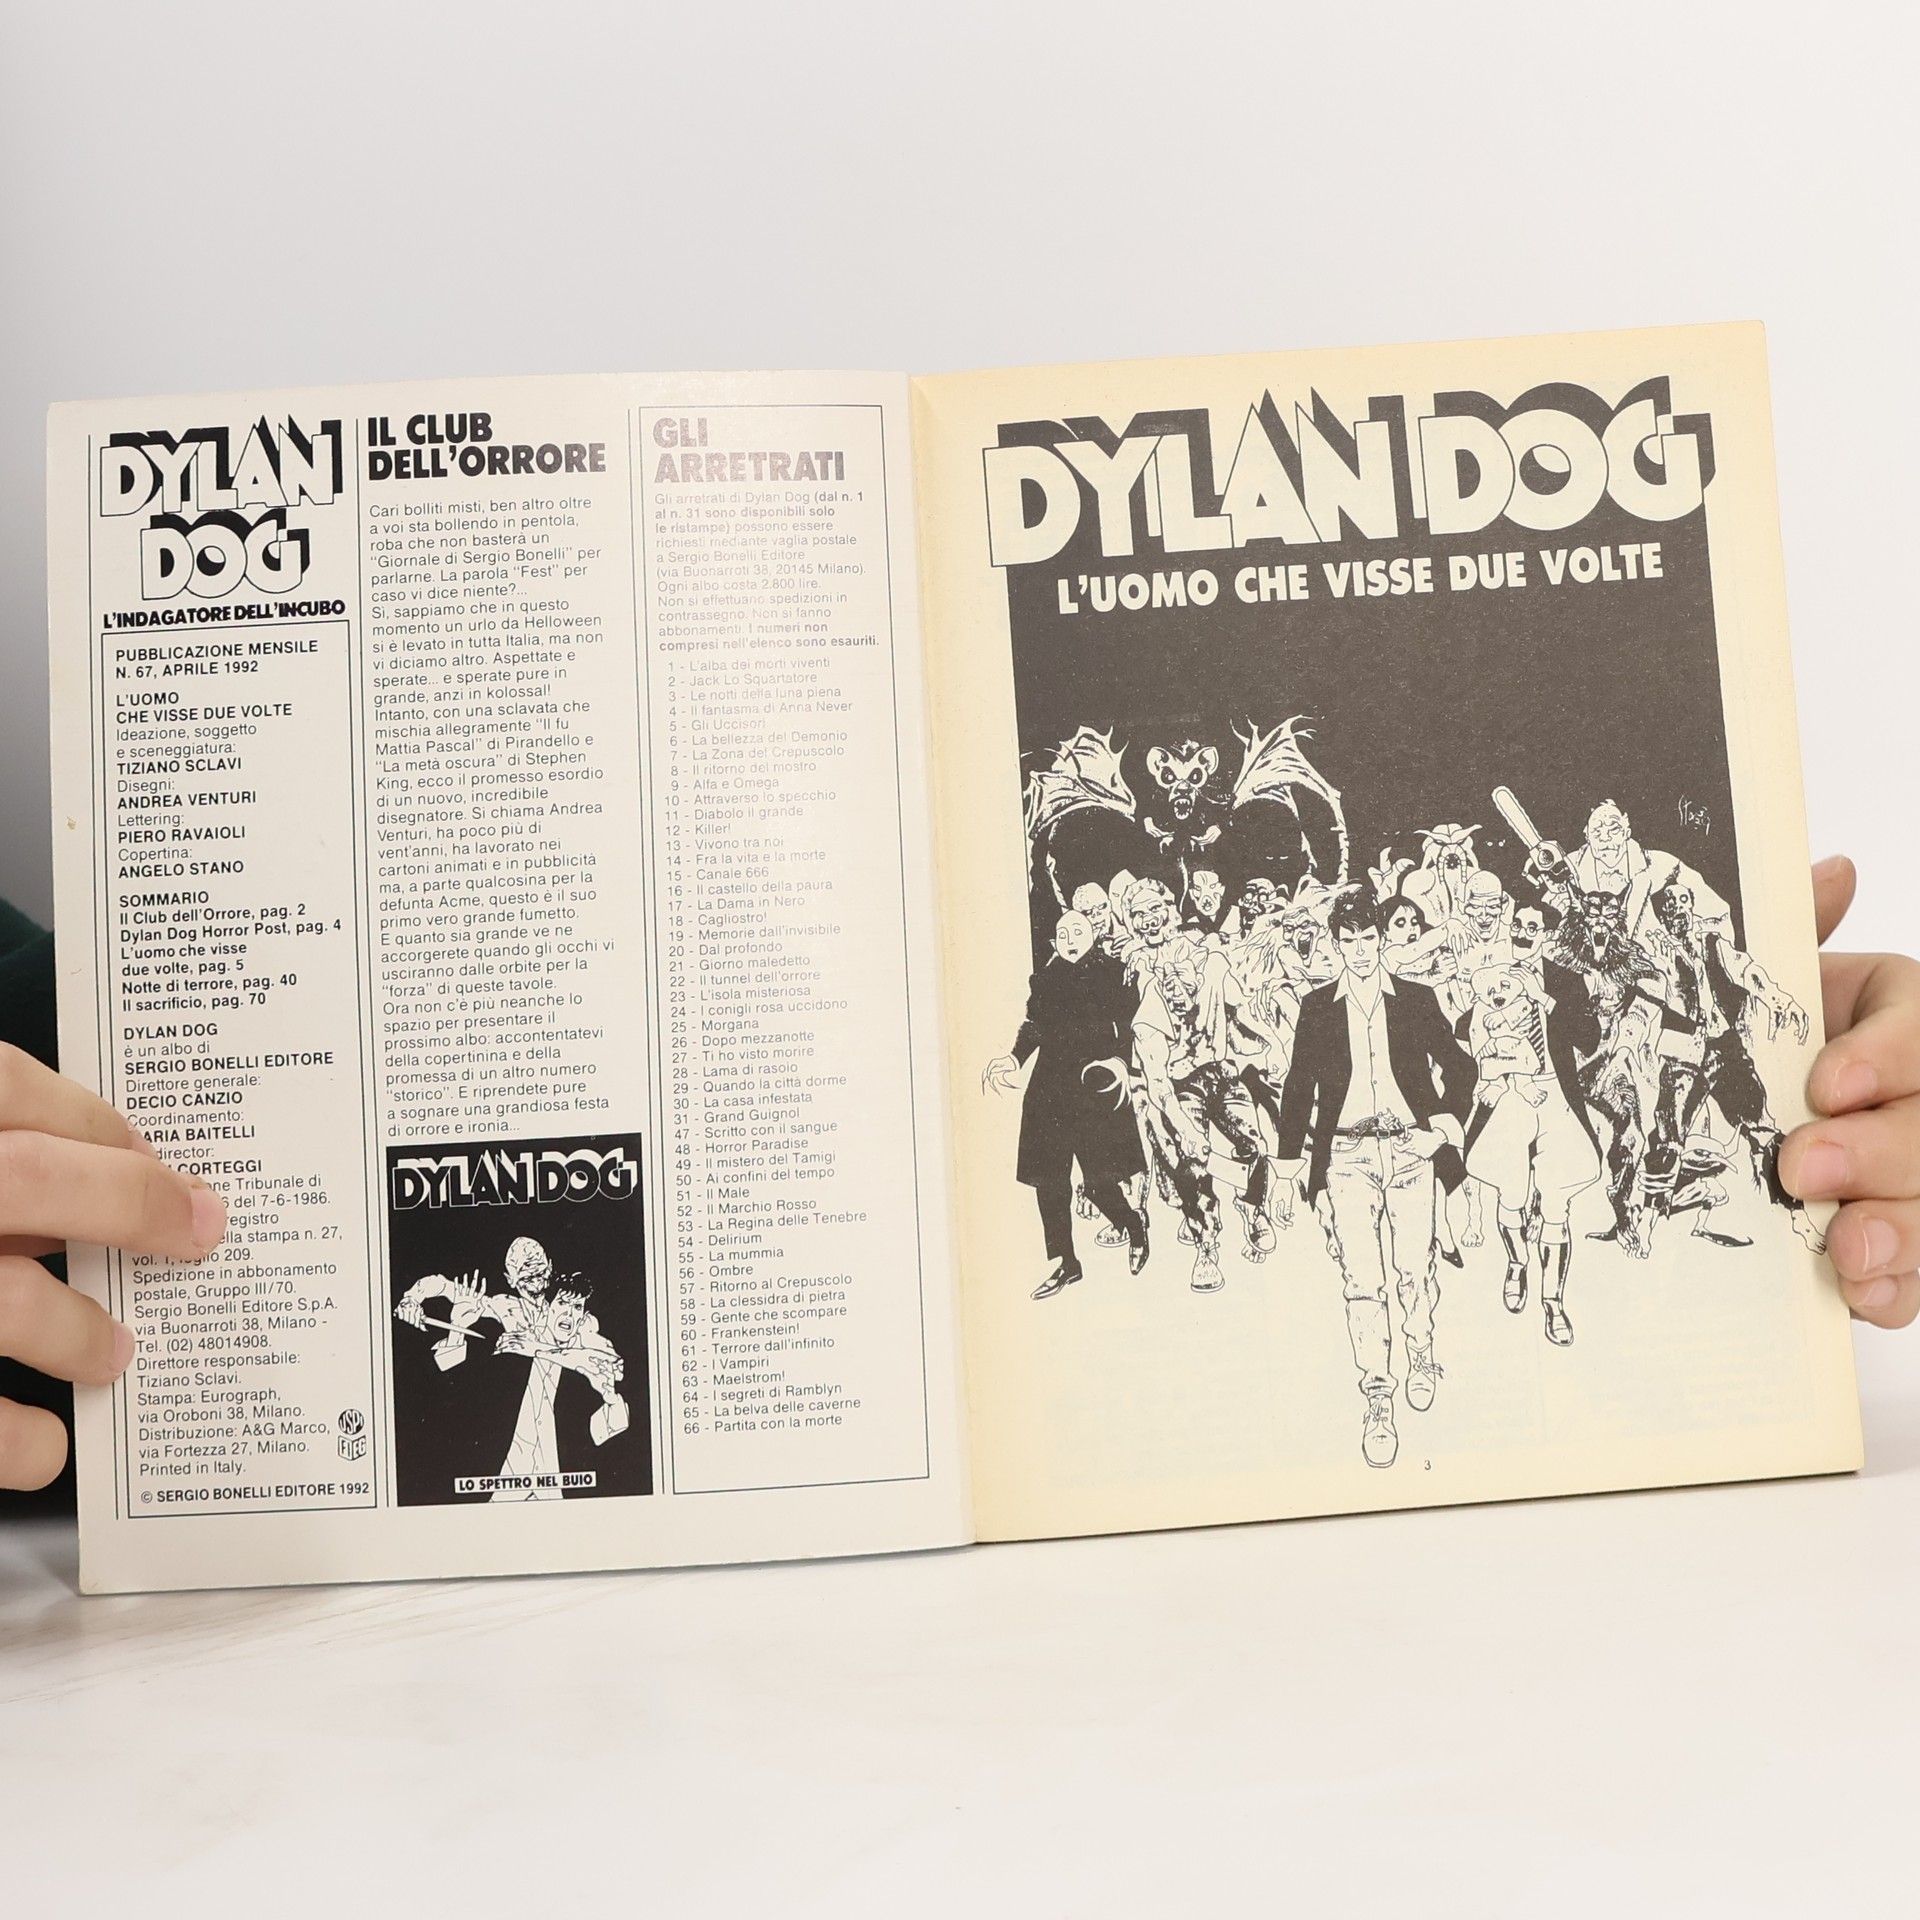 DYLAN
DOG
L'INDAGATORE DELL'INCUBO
PUBBLICAZIONE MENSILE
N. 67, APRILE 1992
L'UOMO
CHE VISSE DUE VOLTE
Ideazione, soggetto
e sceneggiatura:
TIZIANO SCLAVI
Disegni:
ANDREA VENTURI
Lettering:
PIERO RAVAIOLI
Copertina:
ANGELO STANO
SOMMARIO
Il Club dell'Orrore, pag. 2
Dylan Dog Horror Post, pag. 4
L'uomo che visse
due volte, pag. 5
Notte di terrore, pag. 40
Il sacrificio, pag. 70
DYLAN DOG
è un albo di
SERGIO BONELLI EDITORE
Direttore generale:
DECIO CANZIO
Coordinamento:
ARIA BAITELLI
director:
CORTEGGI
ne Tribunale di
6 del 7-6-1986.
registro
ella stampa n. 27,
vol. 1, foglio 209.
Spedizione in abbonamento
postale, Gruppo III/70.
Sergio Bonelli Editore S.p.A.
via Buonarroti 38, Milano -
Tel. (02) 48014908.
Direttore responsabile:
Tiziano Sclavi.
Stampa: Eurograph,
via Oroboni 38, Milano.
Distribuzione: A&G Marco,
via Fortezza 27, Milano.
Printed in Italy.
USPI
FIEG
© SERGIO BONELLI EDITORE 1992
IL CLUB
DELL'ORRORE
Cari bolliti misti, ben altro oltre
a voi sta bollendo in pentola,
roba che non basterà un
"Giornale di Sergio Bonelli" per
parlarne. La parola "Fest" per
caso vi dice niente?...
Sì, sappiamo che in questo
momento un urlo da Helloween
si è levato in tutta Italia, ma non
vi diciamo altro. Aspettate e
sperate... e sperate pure in
grande, anzi in kolossal!
Intanto, con una sclavata che
mischia allegramente "Il fu
Mattia Pascal" di Pirandello e
"La metà oscura" di Stephen
King, ecco il promesso esordio
di un nuovo, incredibile
disegnatore. Si chiama Andrea
Venturi, ha poco più di
vent'anni, ha lavorato nei
cartoni animati e in pubblicità
ma, a parte qualcosina per la
defunta Acme, questo è il suo
primo vero grande fumetto.
E quanto sia grande ve ne
accorgerete quando gli occhi vi
usciranno dalle orbite per la
"forza" di queste tavole.
Ora non c'è più neanche lo
spazio per presentare il
prossimo albo: accontentatevi
della copertinina e della
promessa di un altro numero
"storico". E riprendete pure
a sognare una grandiosa festa
di orrore e ironia...
DYLAN DOG
LO SPETTRO NEL BUIO
GLI
ARRETRATI
Gli arretrati di Dylan Dog (dal n. 1
al n. 31 sono disponibili solo
le ristampe) possono essere
richiesti mediante vaglia postale
a Sergio Bonelli Editore
(via Buonarroti 38, 20145 Milano).
Ogni albo costa 2.800 lire.
Non si effettuano spedizioni in
contrassegno. Non si fanno
abbonamenti. I numeri non
compresi nell'elenco sono esauriti.
1 - L'alba dei morti viventi
2 - Jack Lo Squartatore
3 - Le notti della luna piena
4 - Il fantasma di Anna Never
5 - Gli Uccisori
6 - La bellezza del Demonio
7 - La Zona del Crepuscolo
8 - Il ritorno del mostro
9 - Alfa e Omega
10 - Attraverso lo specchio
11 - Diabolo il grande
12 - Killer!
13 - Vivono tra noi
14 - Fra la vita e la morte
15 - Canale 666
16 - Il castello della paura
17 - La Dama in Nero
18 - Cagliostro!
19 - Memorie dall'invisibile
20 - Dal profondo
21 - Giorno maledetto
22 - Il tunnel dell'orrore
23 - L'isola misteriosa
24 - I conigli rosa uccidono
25 - Morgana
26 - Dopo mezzanotte
27 - Ti ho visto morire
28 - Lama di rasoio
29 - Quando la città dorme
30 - La casa infestata
31 - Grand Guignol
47 - Scritto con il sangue
48 - Horror Paradise
49 - Il mistero del Tamigi
50 - Ai confini del tempo
51 - Il Male
52 - Il Marchio Rosso
53 - La Regina delle Tenebre
54 - Delirium
55 - La mummia
56 - Ombre
57 - Ritorno al Crepuscolo
58 - La clessidra di pietra
59 - Gente che scompare
60 - Frankenstein!
61 - Terrore dall'infinito
62 - I Vampiri
63 - Maelstrom!
64 - I segreti di Ramblyn
65 - La belva delle caverne
66 - Partita con la morte
DYLAN DOG
L'UOMO CHE VISSE DUE VOLTE
3